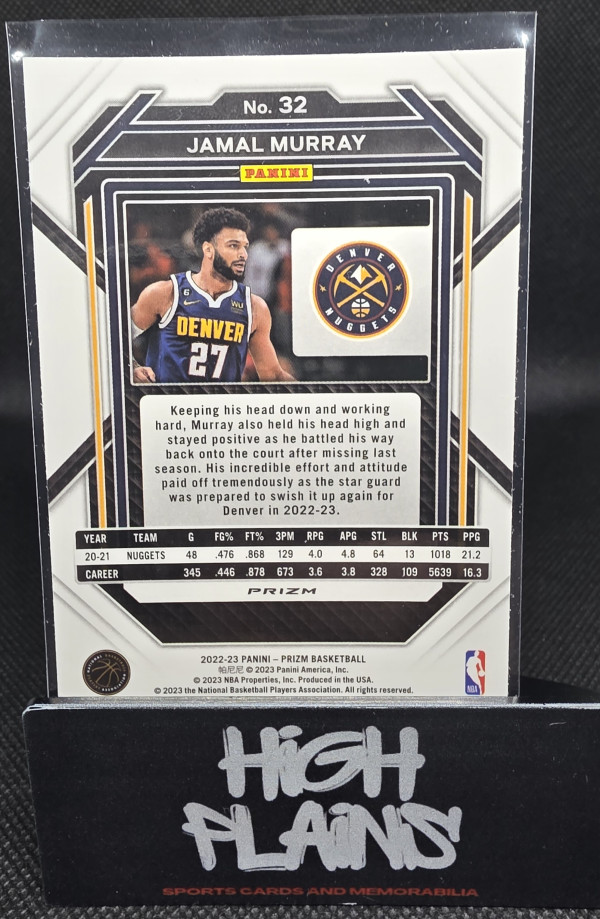 No. 32
JAMAL MURRAY
PANINI
DENVER
NUGGETS
6
WU
DENVER
27
Keeping his head down and working
hard, Murray also held his head high and
stayed positive as he battled his way
back onto the court after missing last
season. His incredible effort and attitude
paid off tremendously as the star guard
was prepared to swish it up again for
Denver in 2022-23.
YEAR TEAM G FG% FT% 3PM RPG APG STL BLK PTS PPG
20-21 NUGGETS 48 .476 .868 129 4.0 4.8 64 13 1018 21.2
CAREER 345 .446 .878 673 3.6 3.8 328 109 5639 16.3
PRIZM
2022-23 PANINI – PRIZM BASKETBALL
帕尼尼 © 2023 Panini America, Inc.
© 2023 NBA Properties, Inc. Produced in the USA.
© 2023 the National Basketball Players Association. All rights reserved.
NBA
HIGH
PLAINS
SPORTS CARDS AND MEMORABILIA